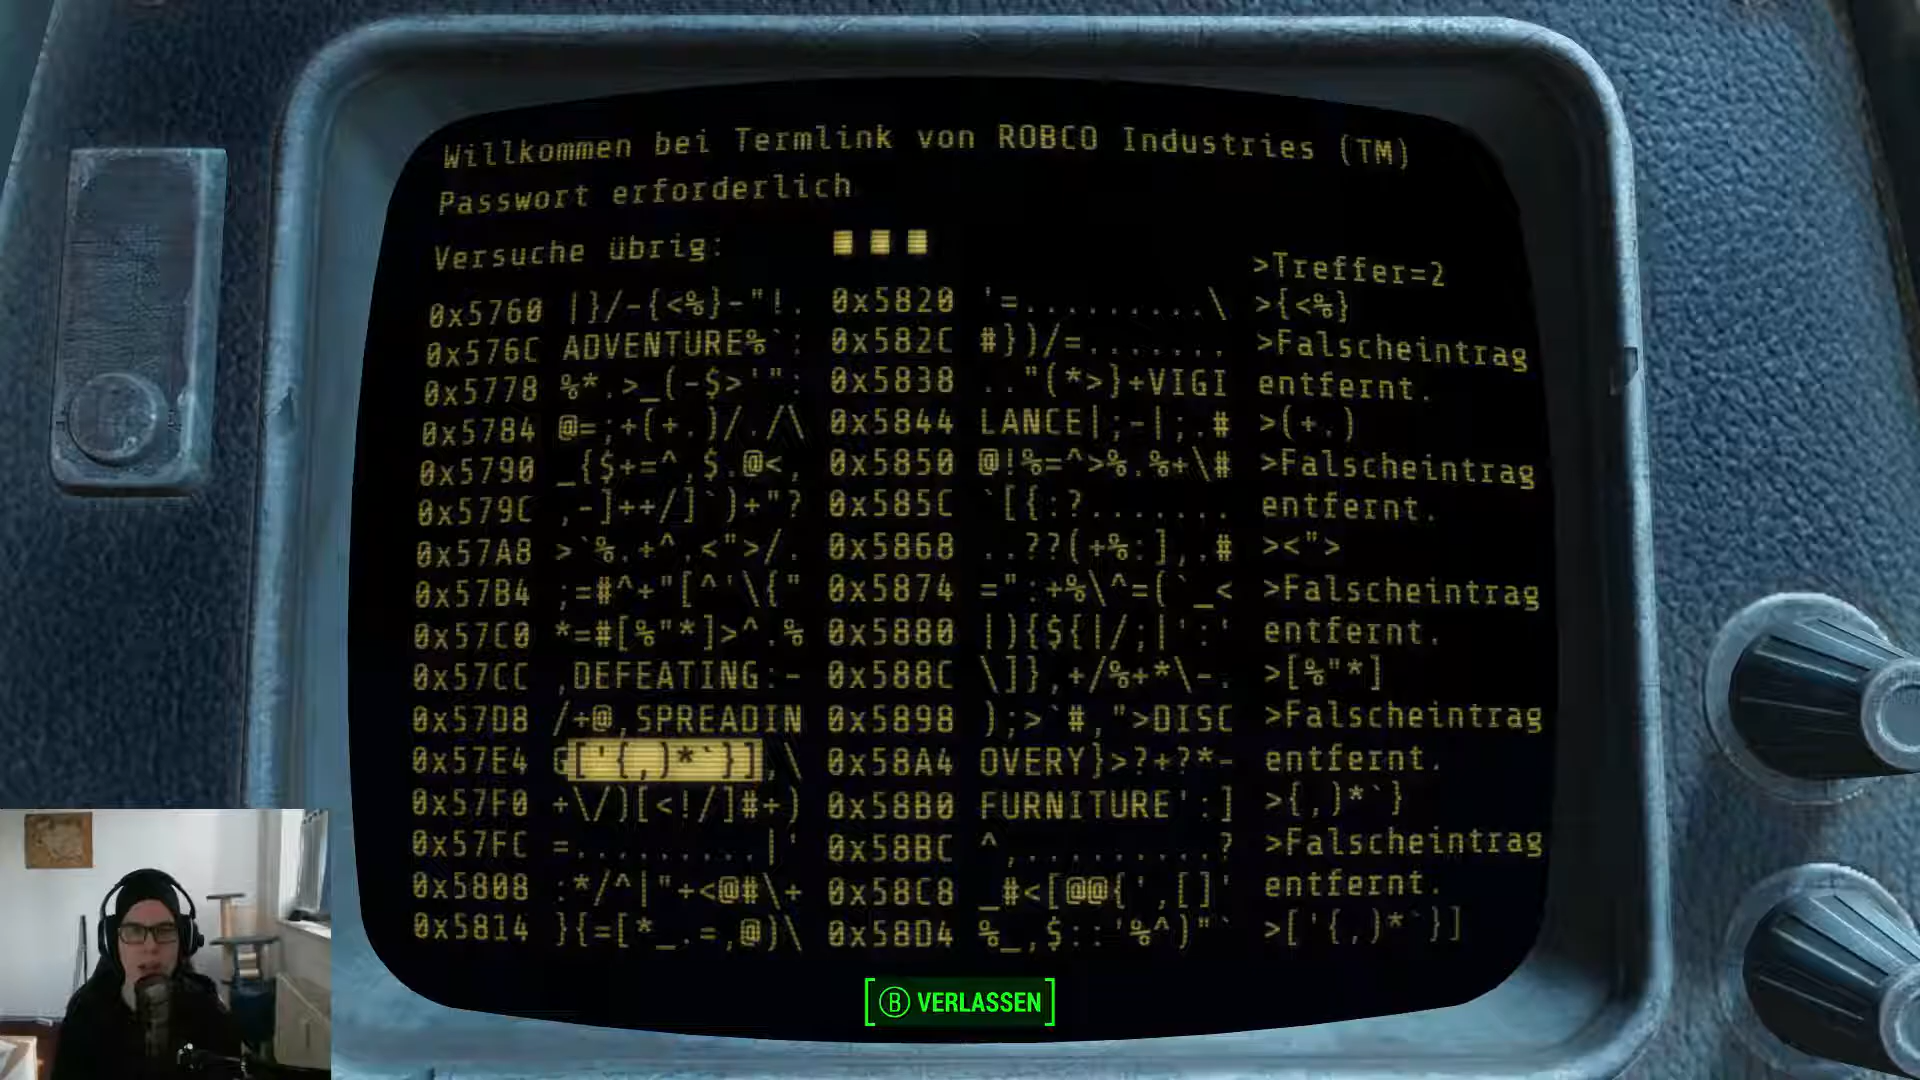 Willkommen bei Termlink von ROBCO Industries (TM)
Passwort erforderlich
Versuche übrig: ■ ■ ■
0x5760 |}/-{<%}-"!.
0x576C ADVENTURE%`:
0x5778 %*.>_(-$>'":
0x5784 @=;+(+.)/./\
0x5790 _{$+=^,$.@<,
0x579C ,-]++/]`)+"?
0x57A8 >`%.+^.<">/.
0x57B4 ;=#^+"[^'\{"
0x57C0 *=#[%"*]>^.%
0x57CC ,DEFEATING:-
0x57D8 /+@,SPREADIN
0x57E4 G['{,)*`}],\
0x57F0 +\/)[<!/]#+)
0x57FC =.........|'
0x5808 :*/^|"+<@#\+
0x5814 }{=[*_.=,@)\
0x5820 '=.........\
0x582C #})/=.......
0x5838 .."(*>}+VIGI
0x5844 LANCE|;-|;.#
0x5850 @!%=^>%.%+\#
0x585C `[{:?.......
0x5868 ..??(+%:],.#
0x5874 =":+%\^=(`_<
0x5880 |){${|/;|':'
0x588C \]},+/%+*\-.
0x5898 );>`#,">DISC
0x58A4 OVERY}>?+?*-
0x58B0 FURNITURE':]
0x58BC ^,.........?
0x58C8 _#<[@@{',[]'
0x58D4 %_,$::'%^)"`
>Treffer=2
>{<%}
>Falscheintrag
entfernt.
>(+.)
>Falscheintrag
entfernt.
><">
>Falscheintrag
entfernt.
>[%"*]
>Falscheintrag
entfernt.
>{,)*`}
>Falscheintrag
entfernt.
>['{,)*`}]
Ⓑ VERLASSEN